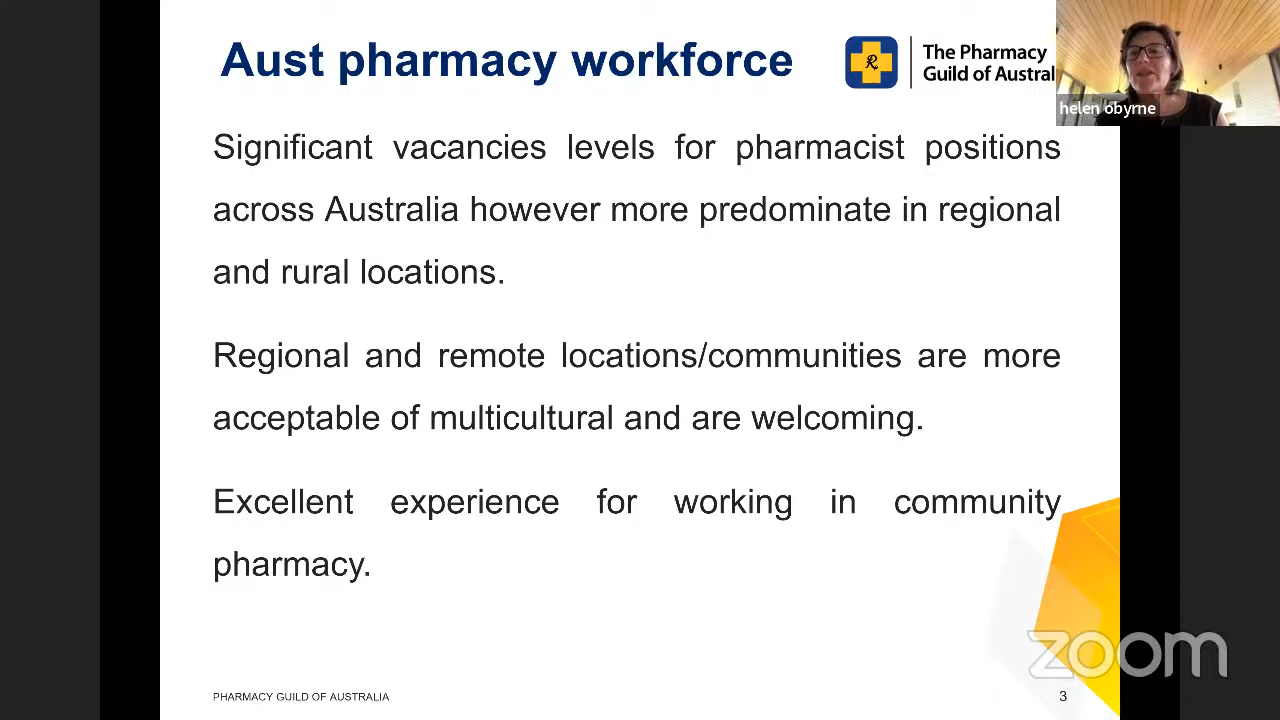 Aust pharmacy workforce
The Pharmacy
Guild of Austral
helen obyrne
Significant vacancies levels for pharmacist positions
across Australia however more predominate in regional
and rural locations.
Regional and remote locations/communities are more
acceptable of multicultural and are welcoming.
Excellent experience for working in community
pharmacy.
zoom
PHARMACY GUILD OF AUSTRALIA
3